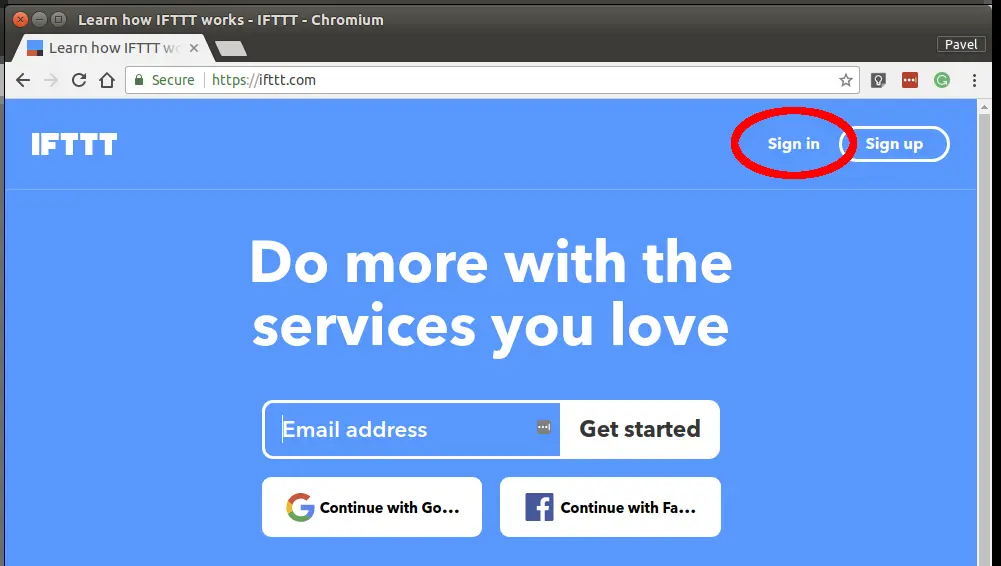 Learn how IFTTT works - IFTTT - Chromium
Learn how IFTTT wo
Pavel
Secure
https://ifttt.com
IFTTT
Sign in
Sign up
Do more with the
services you love
Email address
Get started
Continue with Go...
Continue with Fa...